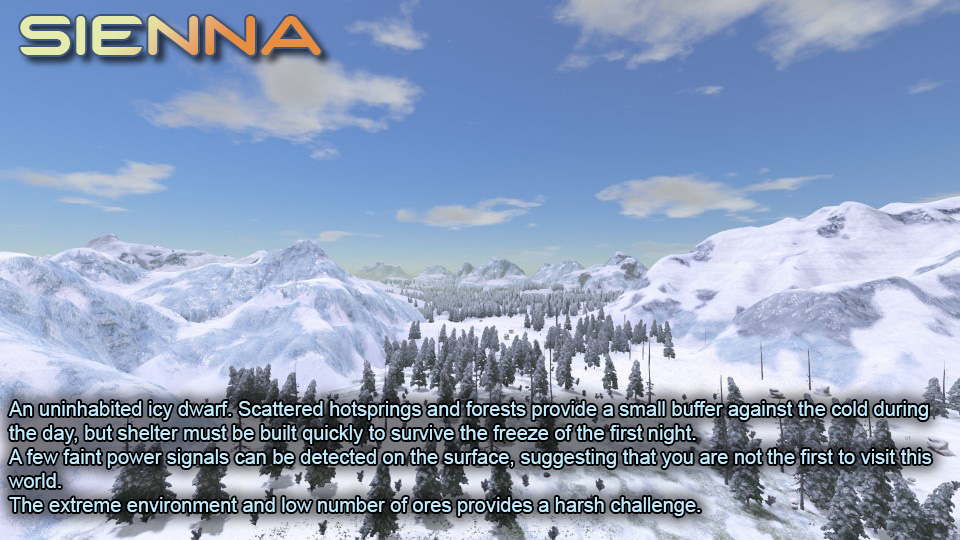 SIENNA
An uninhabited icy dwarf. Scattered hotsprings and forests provide a small buffer against the cold during
the day, but shelter must be built quickly to survive the freeze of the first night.
A few faint power signals can be detected on the surface, suggesting that you are not the first to visit this
world.
The extreme environment and low number of ores provides a harsh challenge.